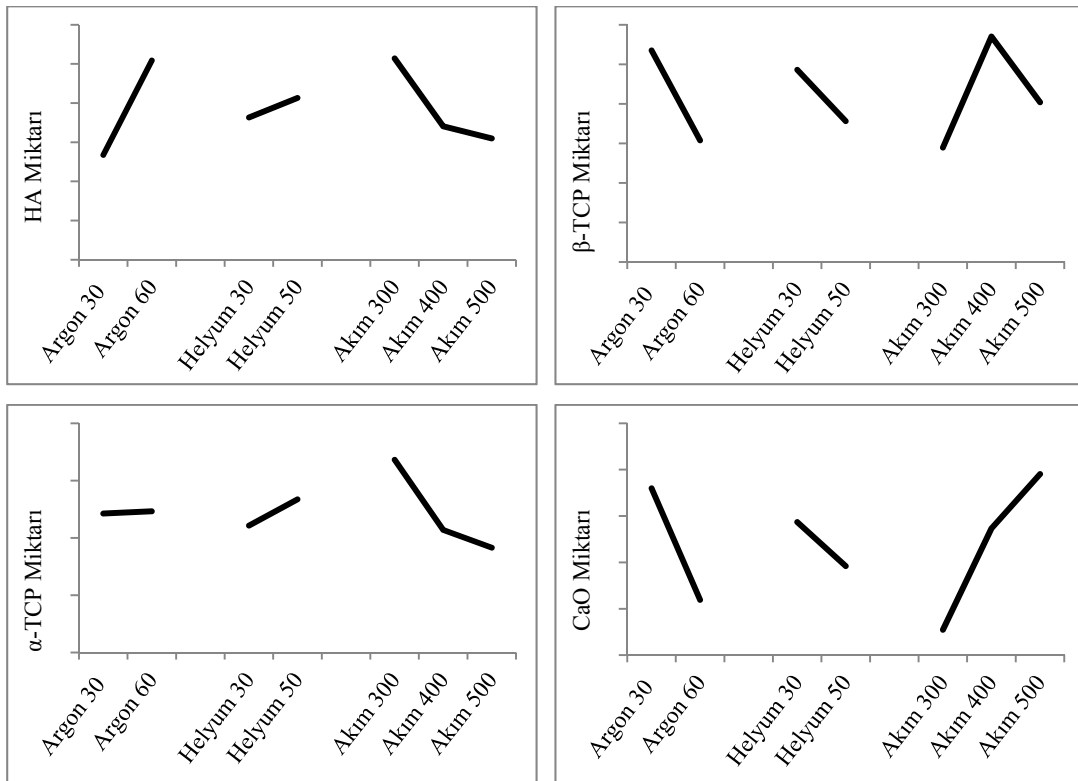 HA Miktarı
Argon 30
Argon 60
Helyum 30
Helyum 50
Akım 300
Akım 400
Akım 500
β-TCP Miktarı
Argon 30
Argon 60
Helyum 30
Helyum 50
Akım 300
Akım 400
Akım 500
α-TCP Miktarı
Argon 30
Argon 60
Helyum 30
Helyum 50
Akım 300
Akım 400
Akım 500
CaO Miktarı
Argon 30
Argon 60
Helyum 30
Helyum 50
Akım 300
Akım 400
Akım 500